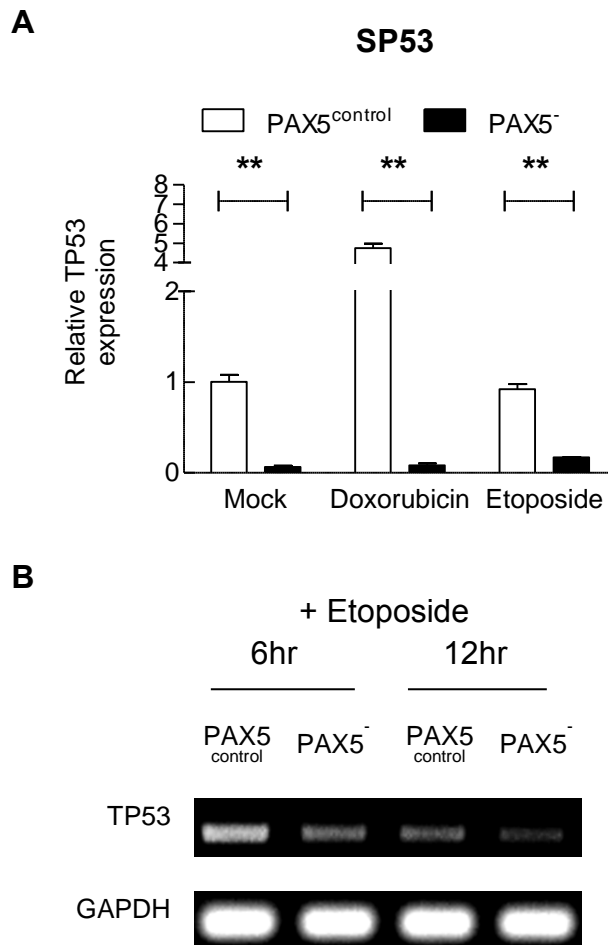 A
SP53
PAX5control PAX5-
** ** **
8
7
6
5
4
2
1
0
Relative TP53
expression
Mock Doxorubicin Etoposide
B
+ Etoposide
6hr 12hr
PAX5 control PAX5- PAX5 control PAX5-
TP53
GAPDH